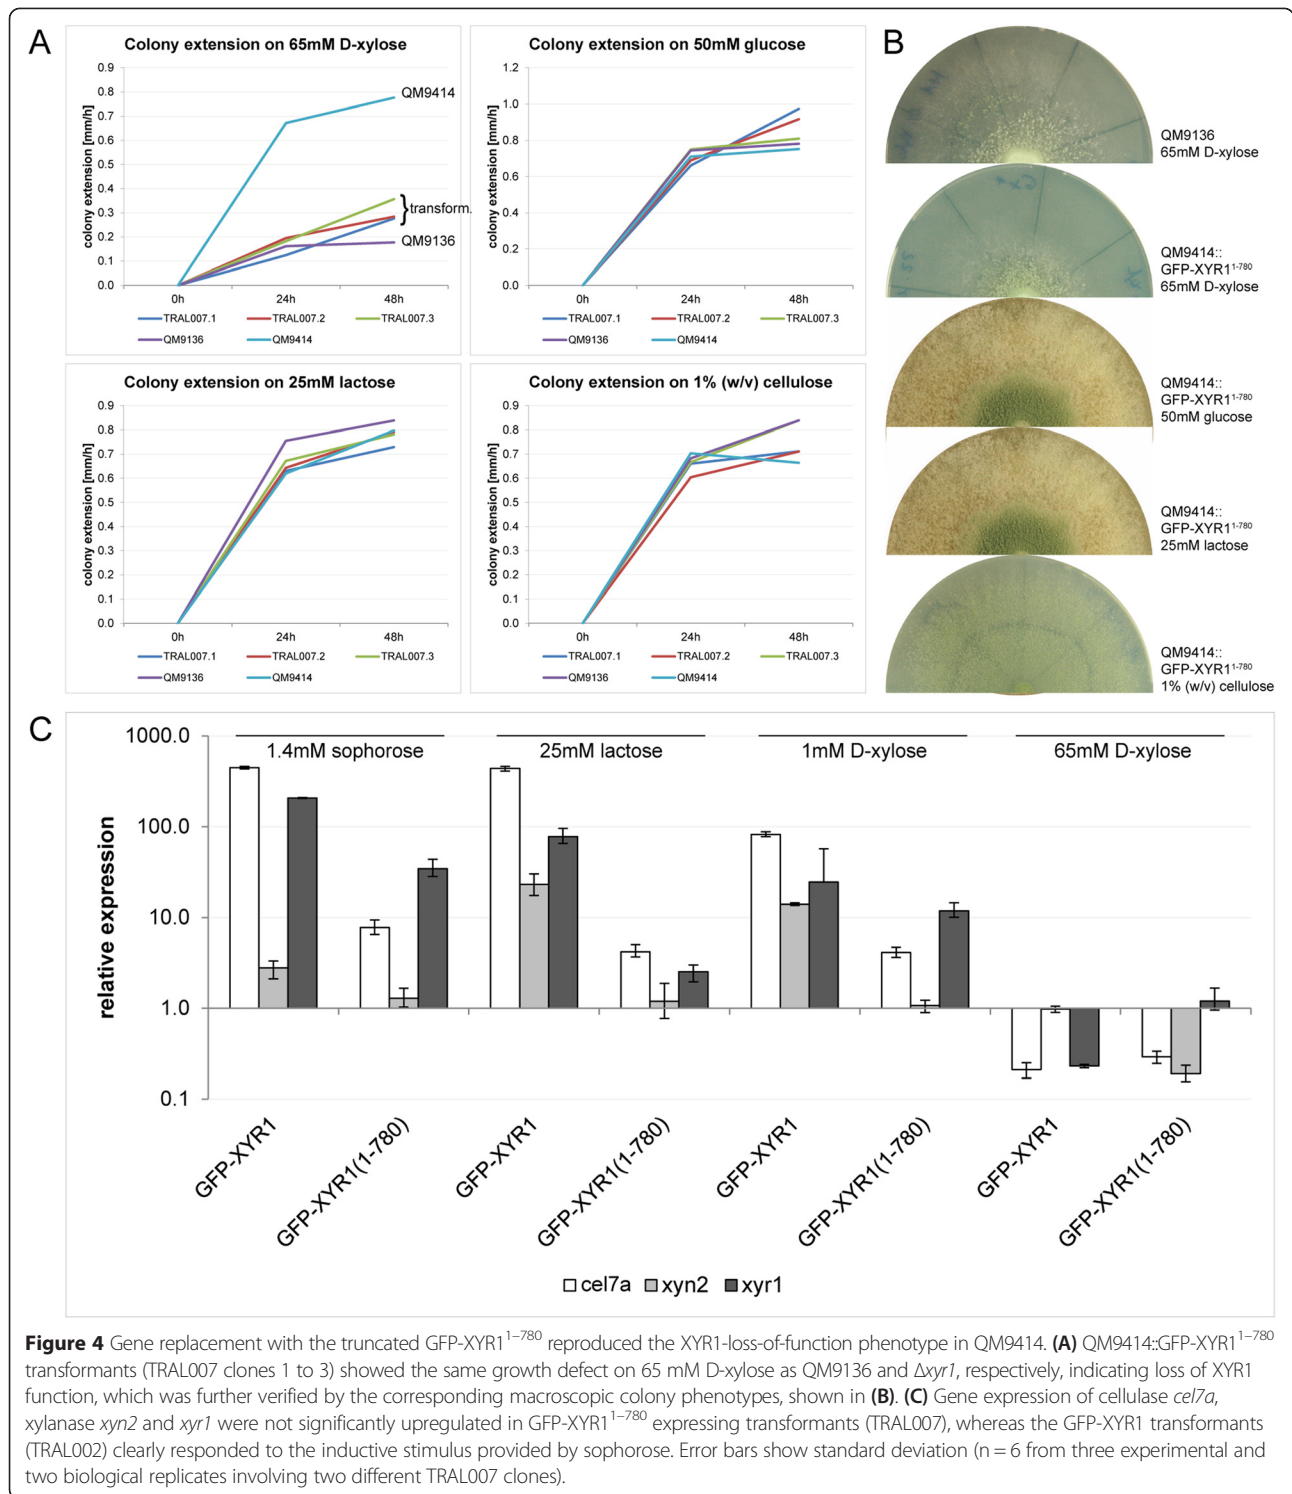 A
Colony extension on 65mM D-xylose
colony extension [mm/h]
0.9
0.8
0.7
0.6
0.5
0.4
0.3
0.2
0.1
0.0
QM9414
}transform.
QM9136
0h 24h 48h
TRAL007.1 TRAL007.2 TRAL007.3
QM9136 QM9414
Colony extension on 50mM glucose
colony extension [mm/h]
1.2
1.0
0.8
0.6
0.4
0.2
0.0
0h 24h 48h
TRAL007.1 TRAL007.2 TRAL007.3
QM9136 QM9414
Colony extension on 25mM lactose
colony extension [mm/h]
0.9
0.8
0.7
0.6
0.5
0.4
0.3
0.2
0.1
0.0
0h 24h 48h
TRAL007.1 TRAL007.2 TRAL007.3
QM9136 QM9414
Colony extension on 1% (w/v) cellulose
colony extension [mm/h]
0.9
0.8
0.7
0.6
0.5
0.4
0.3
0.2
0.1
0.0
0h 24h 48h
TRAL007.1 TRAL007.2 TRAL007.3
QM9136 QM9414
B
QM9136
65mM D-xylose
QM9414::
GFP-XYR1¹⁻⁷⁸⁰
65mM D-xylose
QM9414::
GFP-XYR1¹⁻⁷⁸⁰
50mM glucose
QM9414::
GFP-XYR1¹⁻⁷⁸⁰
25mM lactose
QM9414::
GFP-XYR1¹⁻⁷⁸⁰
1% (w/v) cellulose
C
relative expression
1000.0
100.0
10.0
1.0
0.1
1.4mM sophorose 25mM lactose 1mM D-xylose 65mM D-xylose
GFP-XYR1
GFP-XYR1(1-780)
GFP-XYR1
GFP-XYR1(1-780)
GFP-XYR1
GFP-XYR1(1-780)
GFP-XYR1
GFP-XYR1(1-780)
cel7a xyn2 xyr1
Figure 4 Gene replacement with the truncated GFP-XYR1¹⁻⁷⁸⁰ reproduced the XYR1-loss-of-function phenotype in QM9414. (A) QM9414::GFP-XYR1¹⁻⁷⁸⁰
transformants (TRAL007 clones 1 to 3) showed the same growth defect on 65 mM D-xylose as QM9136 and Δxyr1, respectively, indicating loss of XYR1
function, which was further verified by the corresponding macroscopic colony phenotypes, shown in (B). (C) Gene expression of cellulase cel7a,
xylanase xyn2 and xyr1 were not significantly upregulated in GFP-XYR1¹⁻⁷⁸⁰ expressing transformants (TRAL007), whereas the GFP-XYR1 transformants
(TRAL002) clearly responded to the inductive stimulus provided by sophorose. Error bars show standard deviation (n = 6 from three experimental and
two biological replicates involving two different TRAL007 clones).